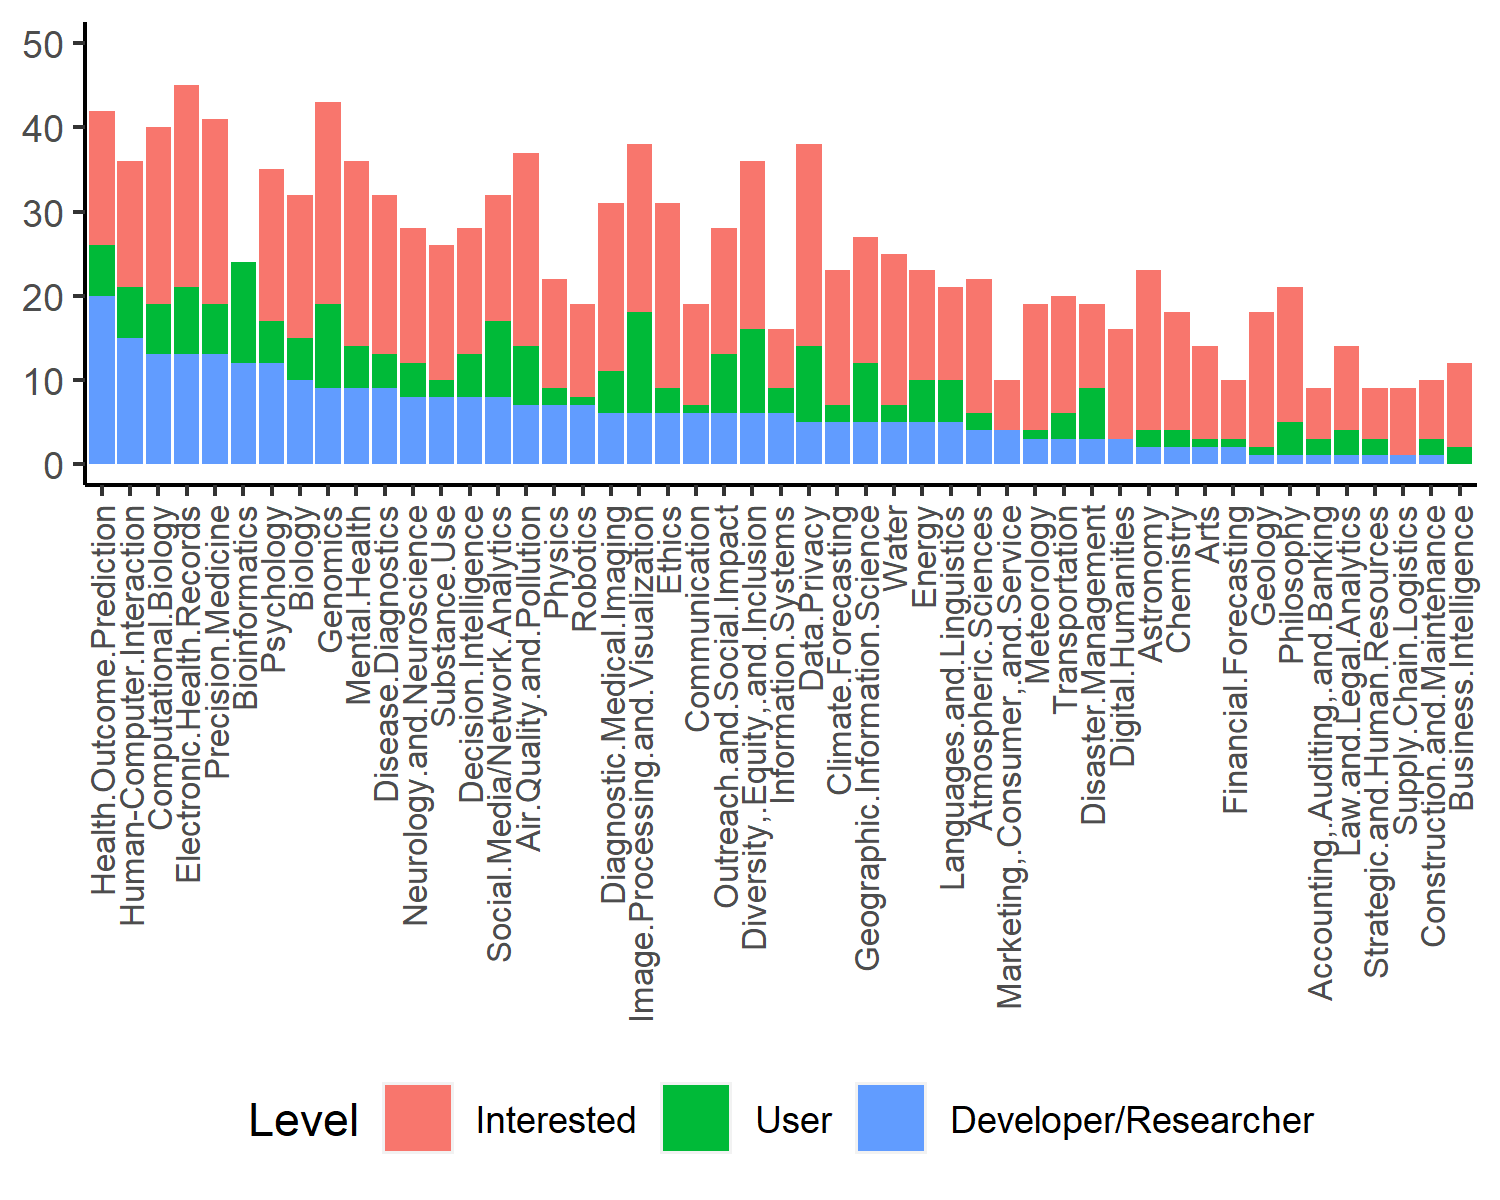 50
40
30
20
10
0
Health.Outcome.Prediction
Human-Computer.Interaction
Computational.Biology
Electronic.Health.Records
Precision.Medicine
Bioinformatics
Psychology
Biology
Genomics
Mental.Health
Disease.Diagnostics
Neurology.and.Neuroscience
Substance.Use
Decision.Intelligence
Social.Media/Network.Analytics
Air.Quality.and.Pollution
Physics
Robotics
Diagnostic.Medical.Imaging
Image.Processing.and.Visualization
Ethics
Communication
Outreach.and.Social.Impact
Diversity,.Equity,.and.Inclusion
Information.Systems
Data.Privacy
Climate.Forecasting
Geographic.Information.Science
Water
Energy
Languages.and.Linguistics
Atmospheric.Sciences
Marketing,.Consumer,.and.Service
Meteorology
Transportation
Disaster.Management
Digital.Humanities
Astronomy
Chemistry
Arts
Financial.Forecasting
Geology
Philosophy
Accounting,.Auditing,.and.Banking
Law.and.Legal.Analytics
Strategic.and.Human.Resources
Supply.Chain.Logistics
Construction.and.Maintenance
Business.Intelligence
Level Interested User Developer/Researcher